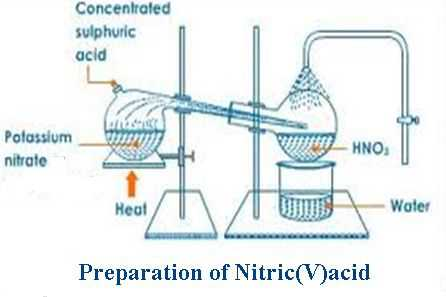 Concentrated
sulphuric
acid
Potassium
nitrate
Heat
HNO₃
Water
Preparation of Nitric(V)acid